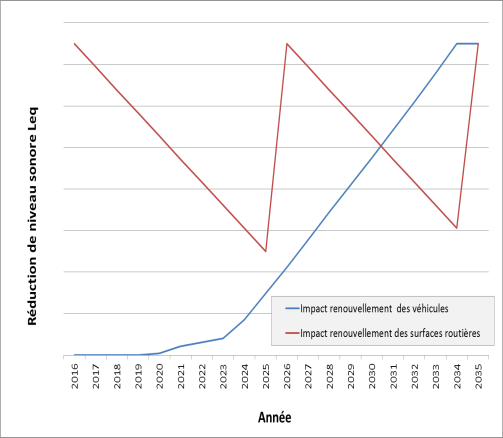 Réduction de niveau sonore Leq
Impact renouvellement des véhicules
Impact renouvellement des surfaces routières
2016 2017 2018 2019 2020 2021 2022 2023 2024 2025 2026 2027 2028 2029 2030 2031 2032 2033 2034 2035
Année